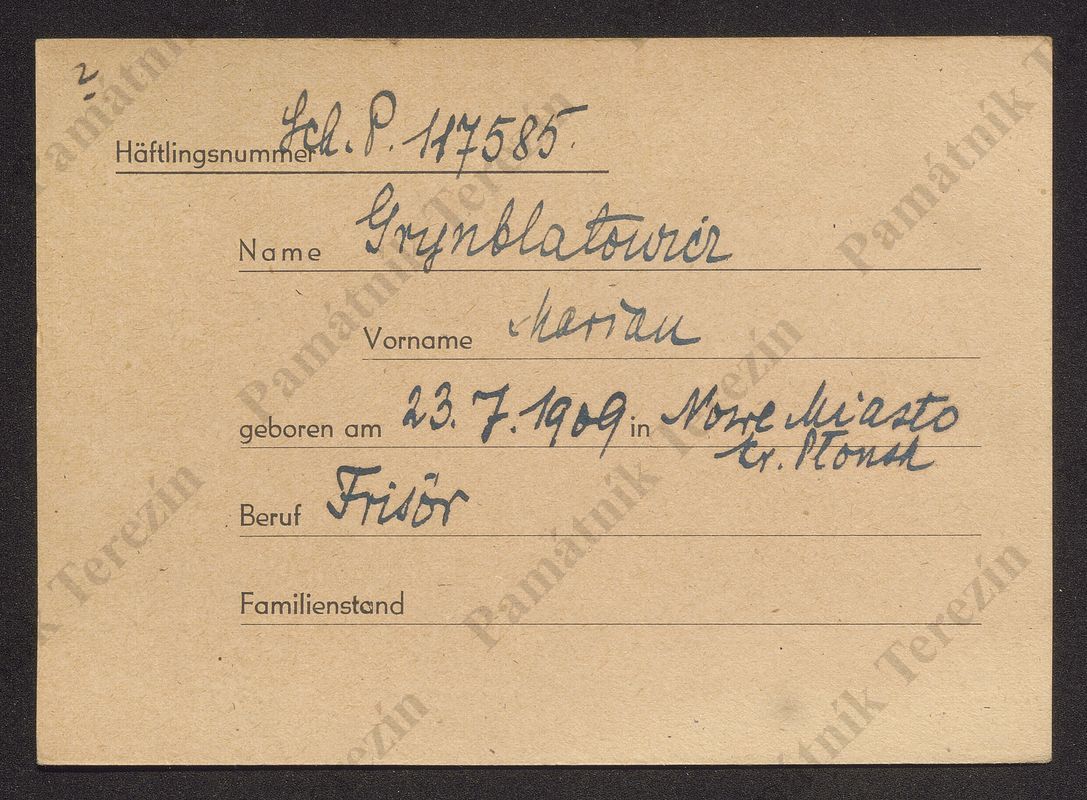 2.
Häftlingsnummer Sch. P. 117585.
Name Grynblatowicz
Vorname Marian
geboren am 23. 7. 1909 in Nowe Miasto
kr. Płonsk
Beruf Frisör
Familienstand
Památník Terezín